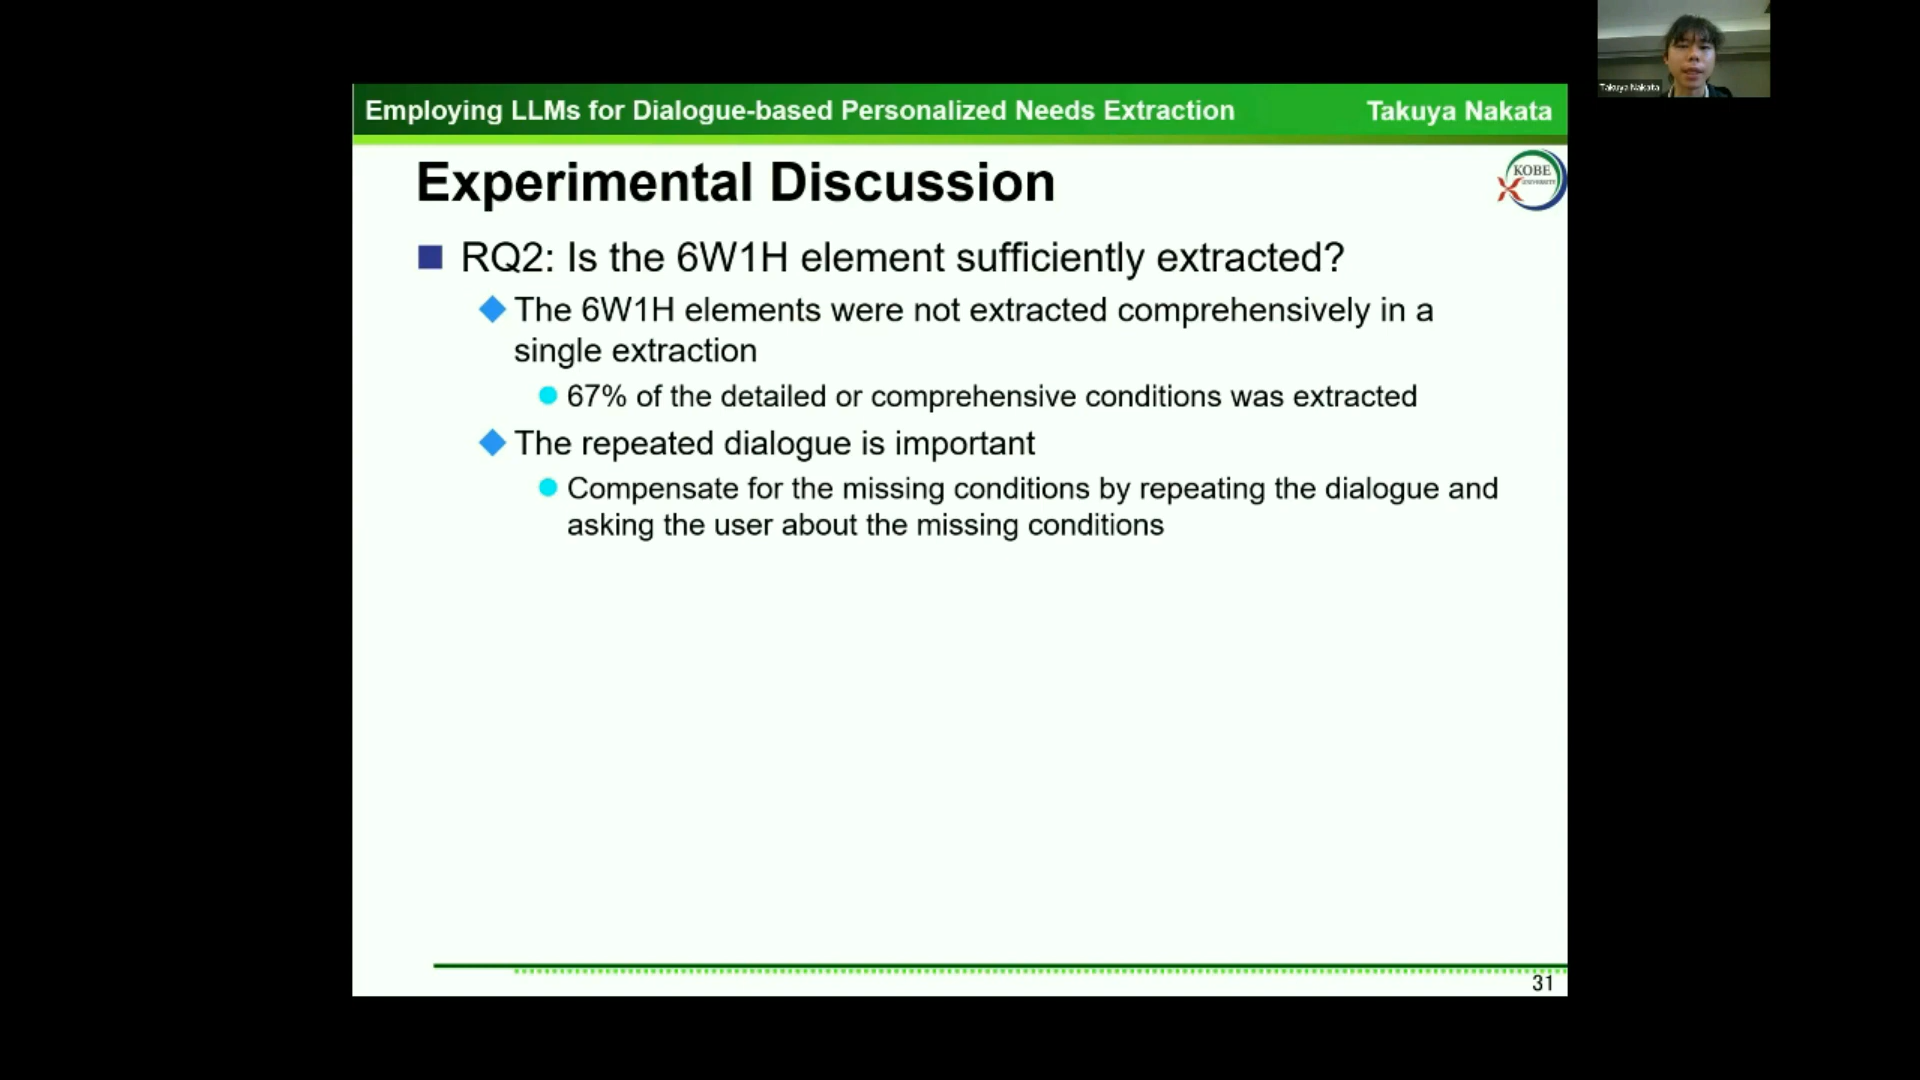 Takuya Nakata
Employing LLMs for Dialogue-based Personalized Needs Extraction
Takuya Nakata
Experimental Discussion
KOBE
UNIVERSITY
RQ2: Is the 6W1H element sufficiently extracted?
The 6W1H elements were not extracted comprehensively in a
single extraction
67% of the detailed or comprehensive conditions was extracted
The repeated dialogue is important
Compensate for the missing conditions by repeating the dialogue and
asking the user about the missing conditions
31